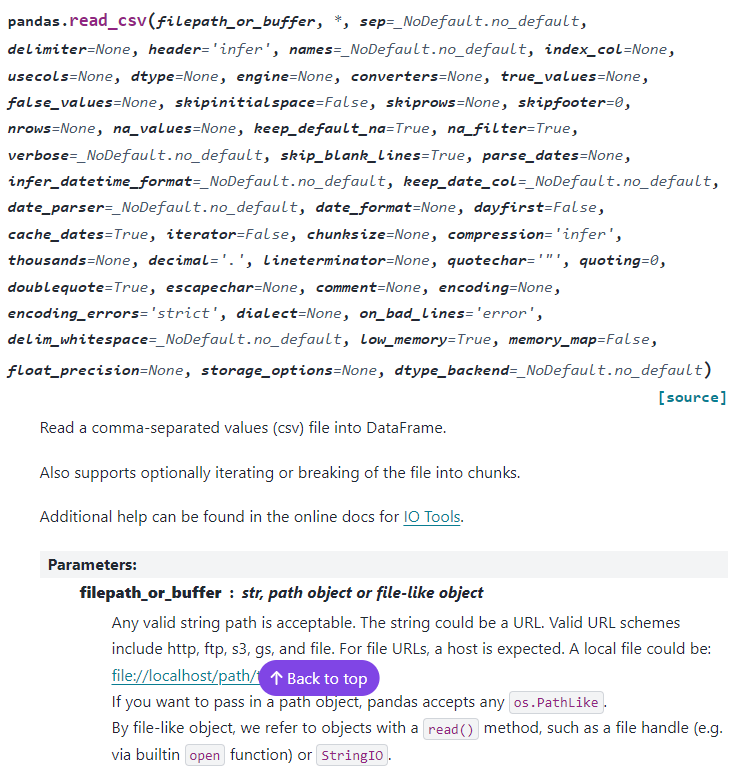 pandas.read_csv(filepath_or_buffer, *, sep=_NoDefault.no_default,
delimiter=None, header='infer', names=_NoDefault.no_default, index_col=None,
usecols=None, dtype=None, engine=None, converters=None, true_values=None,
false_values=None, skipinitialspace=False, skiprows=None, skipfooter=0,
nrows=None, na_values=None, keep_default_na=True, na_filter=True,
verbose=_NoDefault.no_default, skip_blank_lines=True, parse_dates=None,
infer_datetime_format=_NoDefault.no_default, keep_date_col=_NoDefault.no_default,
date_parser=_NoDefault.no_default, date_format=None, dayfirst=False,
cache_dates=True, iterator=False, chunksize=None, compression='infer',
thousands=None, decimal='.', lineterminator=None, quotechar='"', quoting=0,
doublequote=True, escapechar=None, comment=None, encoding=None,
encoding_errors='strict', dialect=None, on_bad_lines='error',
delim_whitespace=_NoDefault.no_default, low_memory=True, memory_map=False,
float_precision=None, storage_options=None, dtype_backend=_NoDefault.no_default)
[source]
Read a comma-separated values (csv) file into DataFrame.
Also supports optionally iterating or breaking of the file into chunks.
Additional help can be found in the online docs for IO Tools.
Parameters:
filepath_or_buffer : str, path object or file-like object
Any valid string path is acceptable. The string could be a URL. Valid URL schemes
include http, ftp, s3, gs, and file. For file URLs, a host is expected. A local file could be:
file://localhost/path/
↑ Back to top
If you want to pass in a path object, pandas accepts any os.PathLike.
By file-like object, we refer to objects with a read() method, such as a file handle (e.g.
via builtin open function) or StringIO.